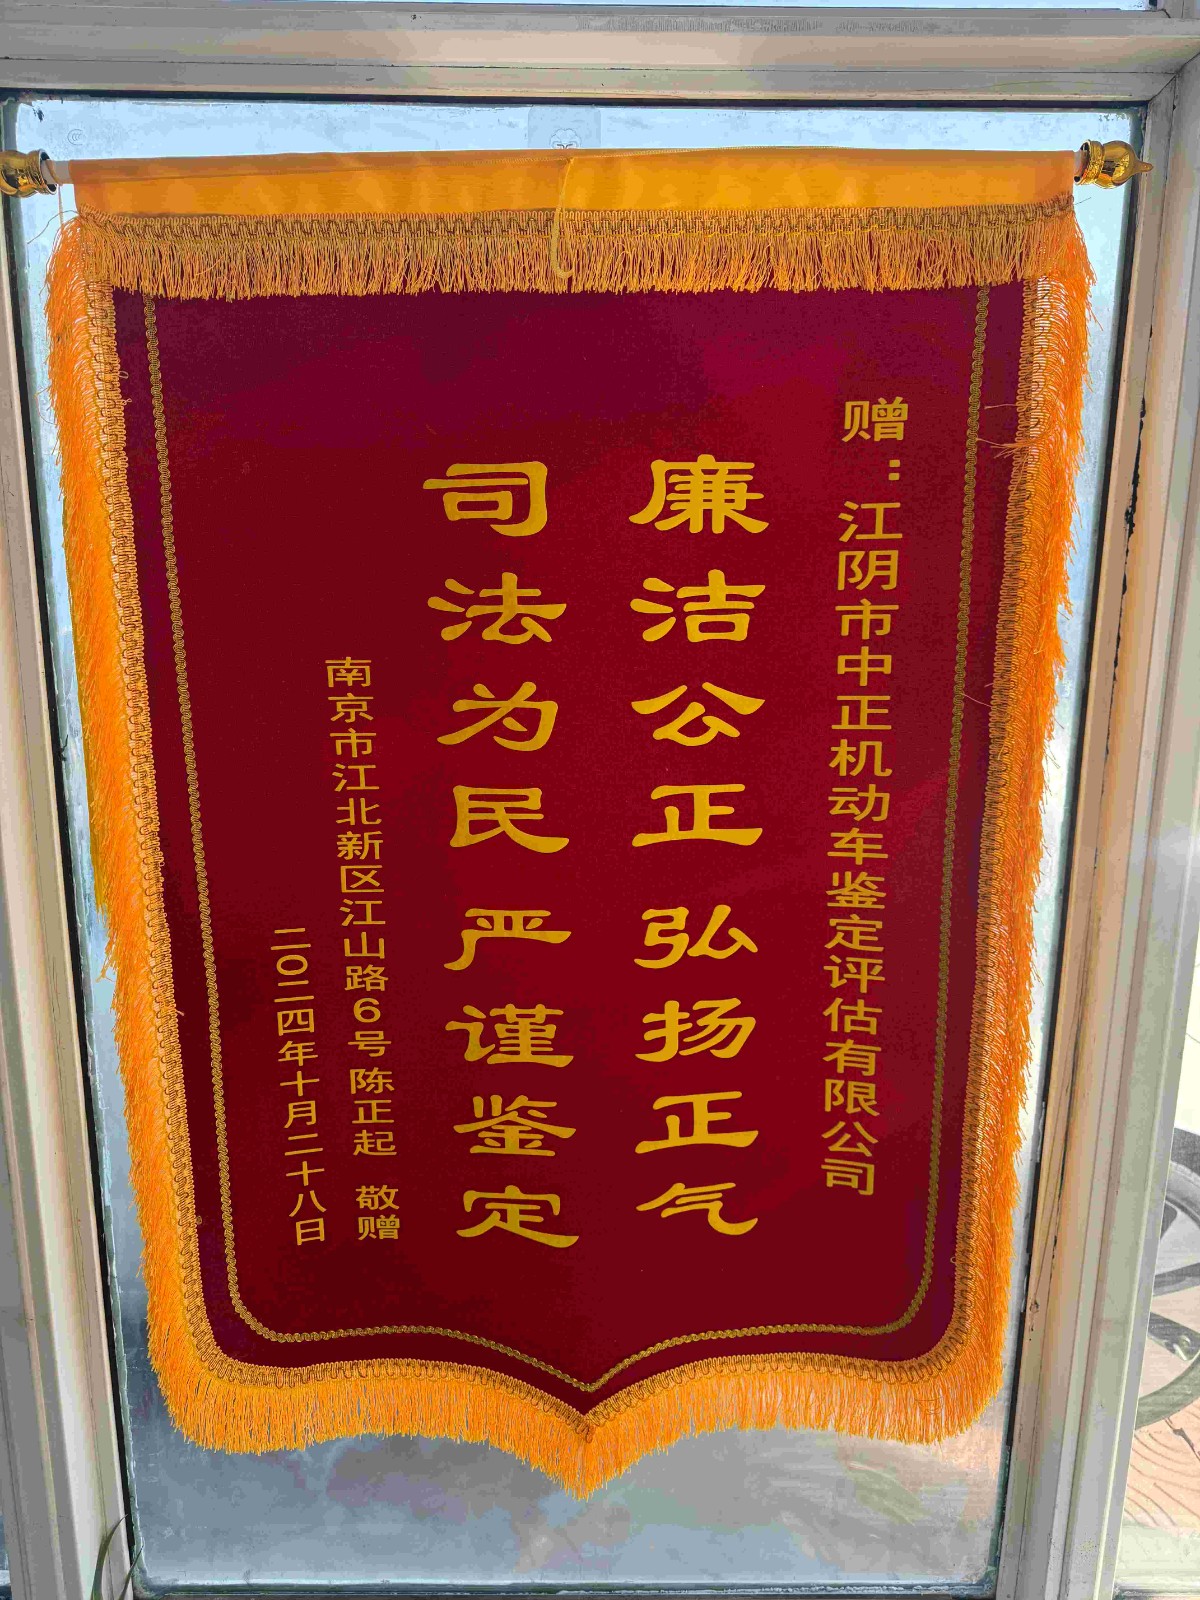 赠：江阴市中正机动车鉴定评估有限公司
廉洁公正弘扬正气
司法为民严谨鉴定
南京市江北新区江山路6号 陈正起 敬赠
二〇二四年十月二十八日